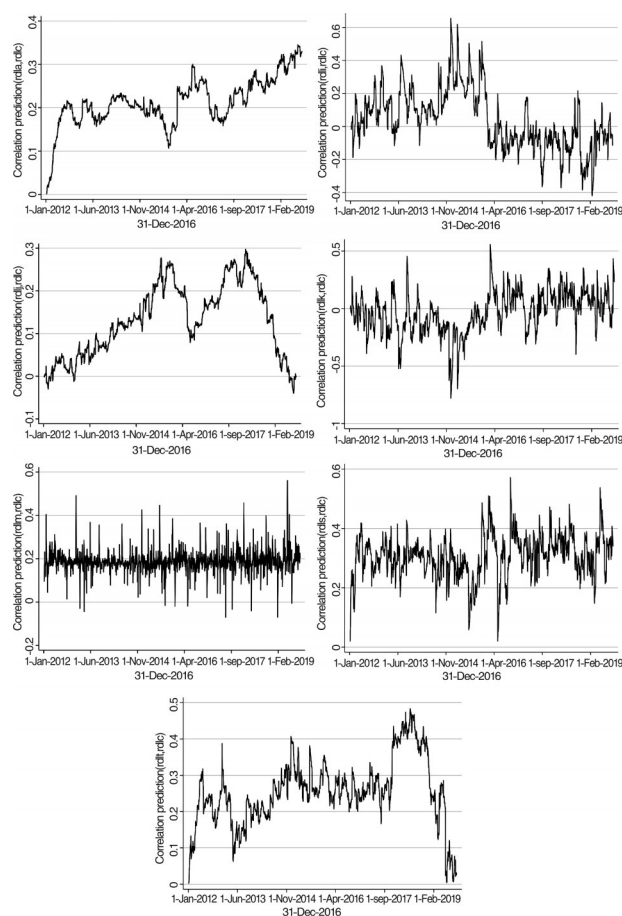 Correlation prediction(rdla,rdlc)
0.4
0.3
0.2
0.1
0
1-Jan-2012 1-Jun-2013 1-Nov-2014 1-Apr-2016 1-sep-2017 1-Feb-2019
31-Dec-2016
Correlation prediction(rdli,rdlc)
0.6
0.4
0.2
0
-0.2
-0.4
1-Jan-2012 1-Jun-2013 1-Nov-2014 1-Apr-2016 1-sep-2017 1-Feb-2019
31-Dec-2016
Correlation prediction(rdlj,rdlc)
0.3
0.2
0.1
0
-0.1
1-Jan-2012 1-Jun-2013 1-Nov-2014 1-Apr-2016 1-sep-2017 1-Feb-2019
31-Dec-2016
Correlation prediction(rdlk,rdlc)
0.5
0
-0.5
-1
1-Jan-2012 1-Jun-2013 1-Nov-2014 1-Apr-2016 1-sep-2017 1-Feb-2019
31-Dec-2016
Correlation prediction(rdlm,rdlc)
0.6
0.4
0.2
0
-0.2
1-Jan-2012 1-Jun-2013 1-Nov-2014 1-Apr-2016 1-sep-2017 1-Feb-2019
31-Dec-2016
Correlation prediction(rdls,rdlc)
0.6
0.4
0.2
0
1-Jan-2012 1-Jun-2013 1-Nov-2014 1-Apr-2016 1-sep-2017 1-Feb-2019
31-Dec-2016
Correlation prediction(rdlt,rdlc)
0.5
0.4
0.3
0.2
0.1
0
1-Jan-2012 1-Jun-2013 1-Nov-2014 1-Apr-2016 1-sep-2017 1-Feb-2019
31-Dec-2016